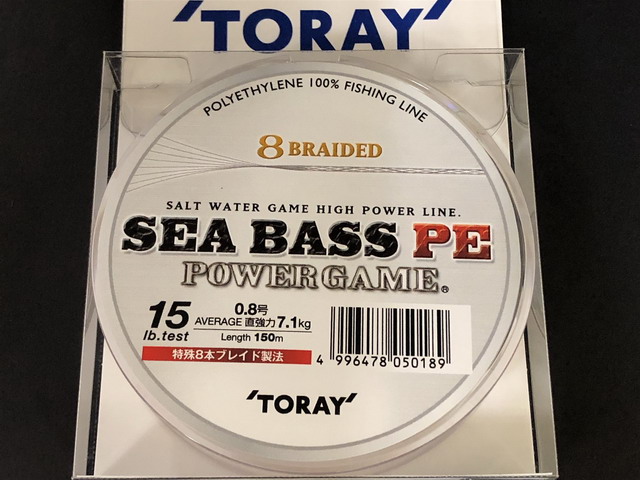 'TORAY'
POLYETHYLENE 100% FISHING LINE
8 BRAIDED
SALT WATER GAME HIGH POWER LINE.
SEA BASS PE
POWERGAME®
15 lb.test
0.8号
AVERAGE 直強力 7.1kg
Length 150m
特殊8本ブレイド製法
4 996478 050189
'TORAY'